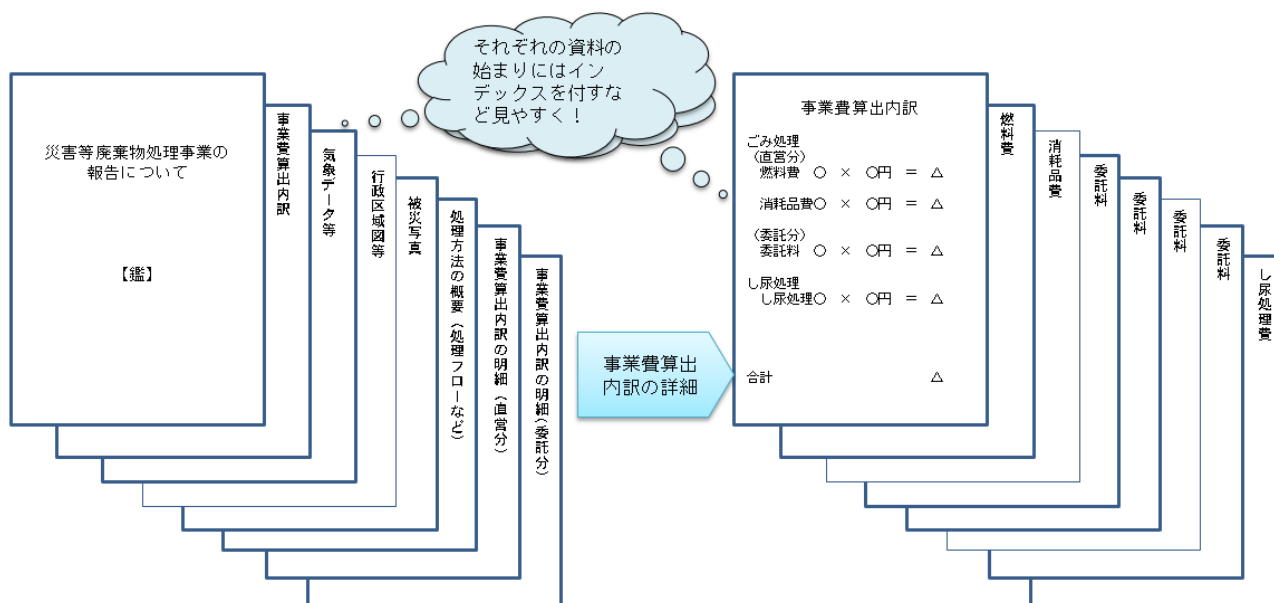 それぞれの資料の
始まりにはイン
デックスを付すな
ど見やすく！
災害等廃棄物処理事業の
報告について
【鑑】
事業費算出内訳
気象データ等
行政区域図等
被災写真
処理方法の概要（処理フローなど）
事業費算出内訳の明細（直営分）
事業費算出内訳の明細（委託分）
事業費算出
内訳の詳細
事業費算出内訳
ごみ処理
（直営分）
燃料費　○　×　○円　＝　△
消耗品費○　×　○円　＝　△
（委託分）
委託料　○　×　○円　＝　△
し尿処理
し尿処理○　×　○円　＝　△
合計　△
燃料費
消耗品費
委託料
委託料
委託料
委託料
し尿処理費